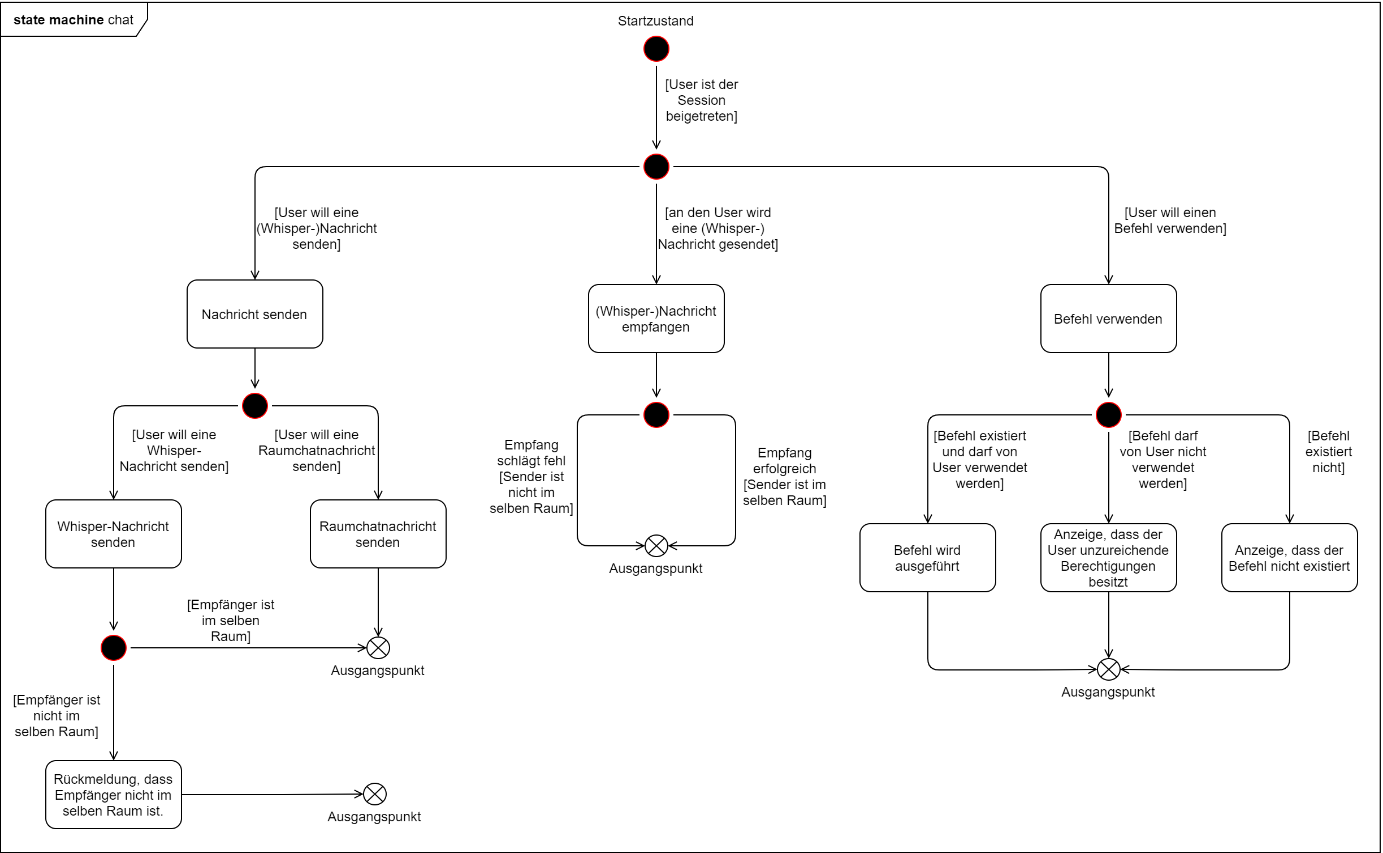 state machine chat
Startzustand
[User ist der
Session
beigetreten]
[User will eine
(Whisper-)Nachricht
senden]
[an den User wird
eine (Whisper-)
Nachricht gesendet]
[User will einen
Befehl verwenden]
Nachricht senden
(Whisper-)Nachricht
empfangen
Befehl verwenden
[User will eine
Whisper-
Nachricht senden]
[User will eine
Raumchatnachricht
senden]
Empfang
schlägt fehl
[Sender ist
nicht im
selben Raum]
Empfang
erfolgreich
[Sender ist im
selben Raum]
[Befehl existiert
und darf von
User verwendet
werden]
[Befehl darf
von User nicht
verwendet
werden]
[Befehl
existiert
nicht]
Whisper-Nachricht
senden
Raumchatnachricht
senden
Ausgangspunkt
Befehl wird
ausgeführt
Anzeige, dass der
User unzureichende
Berechtigungen
besitzt
Anzeige, dass der
Befehl nicht existiert
[Empfänger ist
im selben
Raum]
Ausgangspunkt
Ausgangspunkt
[Empfänger ist
nicht im
selben Raum]
Rückmeldung, dass
Empfänger nicht im
selben Raum ist.
Ausgangspunkt